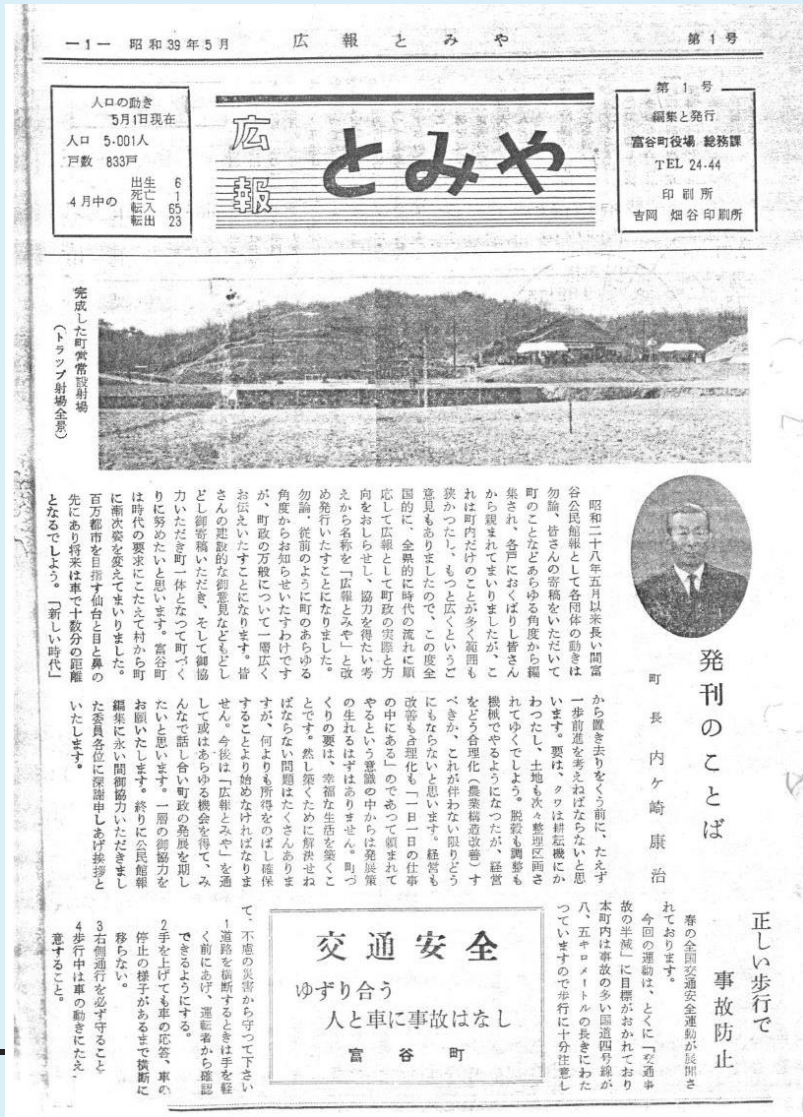 ―1― 昭和39年5月 広報とみや 第1号
人口の動き
5月1日現在
人口 5.001人
戸数 833戸
4月中の
出生 6
死亡 1
転入 65
転出 23
広報
とみや
第1号
編集と発行
富谷町役場 総務課
TEL 24.44
印刷所
吉岡 畑谷印刷所
完成した町営常設射場
(トラップ射場全景)
発刊のことば
町長 内ケ崎康治
昭和二十八年五月以来長い間富
谷公民館報として各団体の動きは
勿論、皆さんの寄稿をいただいて
町のことなどあらゆる角度から編
集され、各戸におくばりし皆さん
から親まれてまいりましたが、こ
れは町内だけのことが多く範囲も
狭かつたし、もつと広くというご
意見もありましたので、この度全
国的に、全県的に時代の流れに順
応して広報として町政の実際と方
向をおしらせし、協力を得たい考
えから名称を「広報とみや」と改
め発行いたすことになりました。
勿論、従前のように町のあらゆる
角度からお知らせいたすわけです
が、町政の万般について一層広く
お伝えいたすことになります。皆
さんの建設的な御意見などもどし
どし御寄稿いただき、そして御協
力いただき町一体となつて町づく
りに努めたいと思います。富谷町
は時代の要求にこたえて村から町
に漸次姿を変えてまいりました。
百万都市を目指す仙台と目と鼻の
先にあり将来は車で十数分の距離
となるでしよう。「新しい時代」
から置き去りをくう前に、たえず
一歩前進を考えねばならないと思
います。要は、クワは耕耘機にか
わつたし、土地も次々整理区画さ
れてゆくでしよう。脱穀も調整も
機械でやるようになつたが、経営
をどう合理化(農業構造改善)す
べきか、これが伴わない限りどう
にもならないと思います。経営も
改善も合理化も「一日一日の仕事
の中にある」のであつて頼まれて
やるという意識の中からは発展策
の生れるはずはありません。町づ
くりの要は、幸福な生活を築くこ
とです。然し築くために解決せね
ばならない問題はたくさんありま
すが、何よりも所得をのばし確保
することより始めなければなりま
せん。今後は「広報とみや」を通
して或はあらゆる機会を得て、み
んなで話し合い町政の発展を期し
たいと思います。一層の御協力を
お願いたします。終りに公民館報
編集に永い間御協力いただきまし
た委員各位に深謝申しあげ挨拶と
いたします。
正しい歩行で
事故防止
春の全国交通安全運動が展開さ
れております。
今回の運動は、とくに「交通事
故の半減」に目標がおかれており
本町内は事故の多い国道四号線が
八、五キロメートルの長きにわた
つていますので歩行に十分注意し
交通安全
ゆずり合う
人と車に事故はなし
富谷町
て、不慮の災害から守つて下さい
1道路を横断するときは手を軽
く前にあげ、運転者から確認
できるようにする。
2手を上げても車の応答、車の
停止の様子があるまで横断に
移らない。
3右側通行を必ず守ること
4歩行中は車の動きにたえ
意すること。